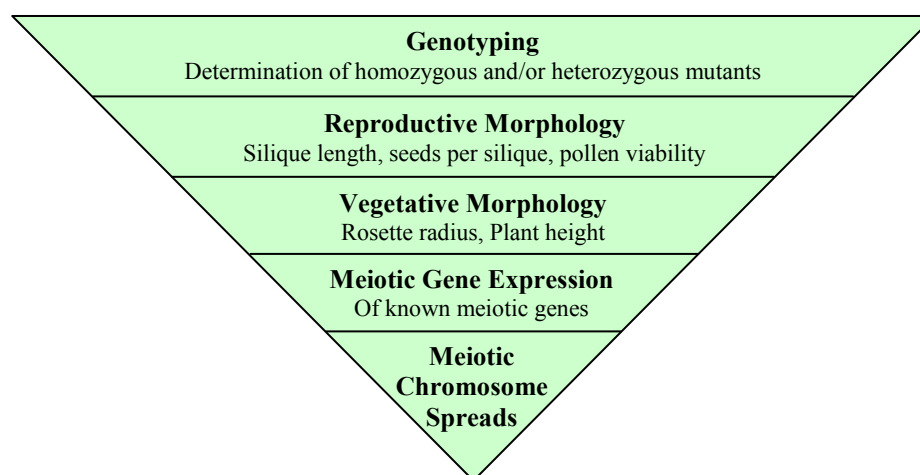 Genotyping
Determination of homozygous and/or heterozygous mutants
Reproductive Morphology
Silique length, seeds per silique, pollen viability
Vegetative Morphology
Rosette radius, Plant height
Meiotic Gene Expression
Of known meiotic genes
Meiotic
Chromosome
Spreads